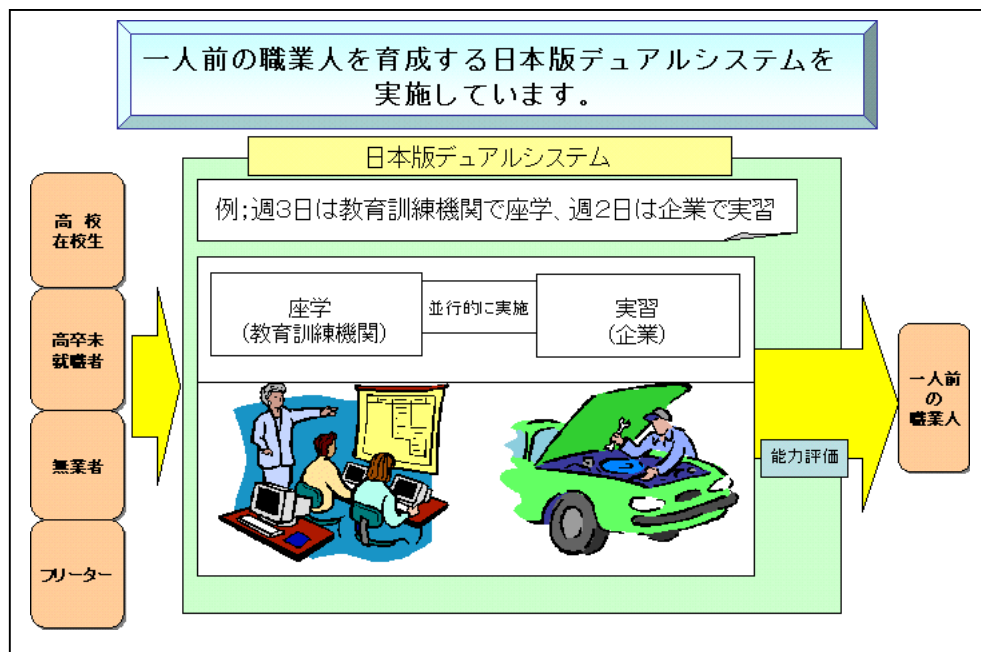 一人前の職業人を育成する日本版デュアルシステムを
実施しています。
日本版デュアルシステム
例;週3日は教育訓練機関で座学、週2日は企業で実習
高 校
在校生
高卒未
就職者
無業者
フリーター
座学
(教育訓練機関)
並行的に実施
実習
(企業)
能力評価
一人前
の
職業人